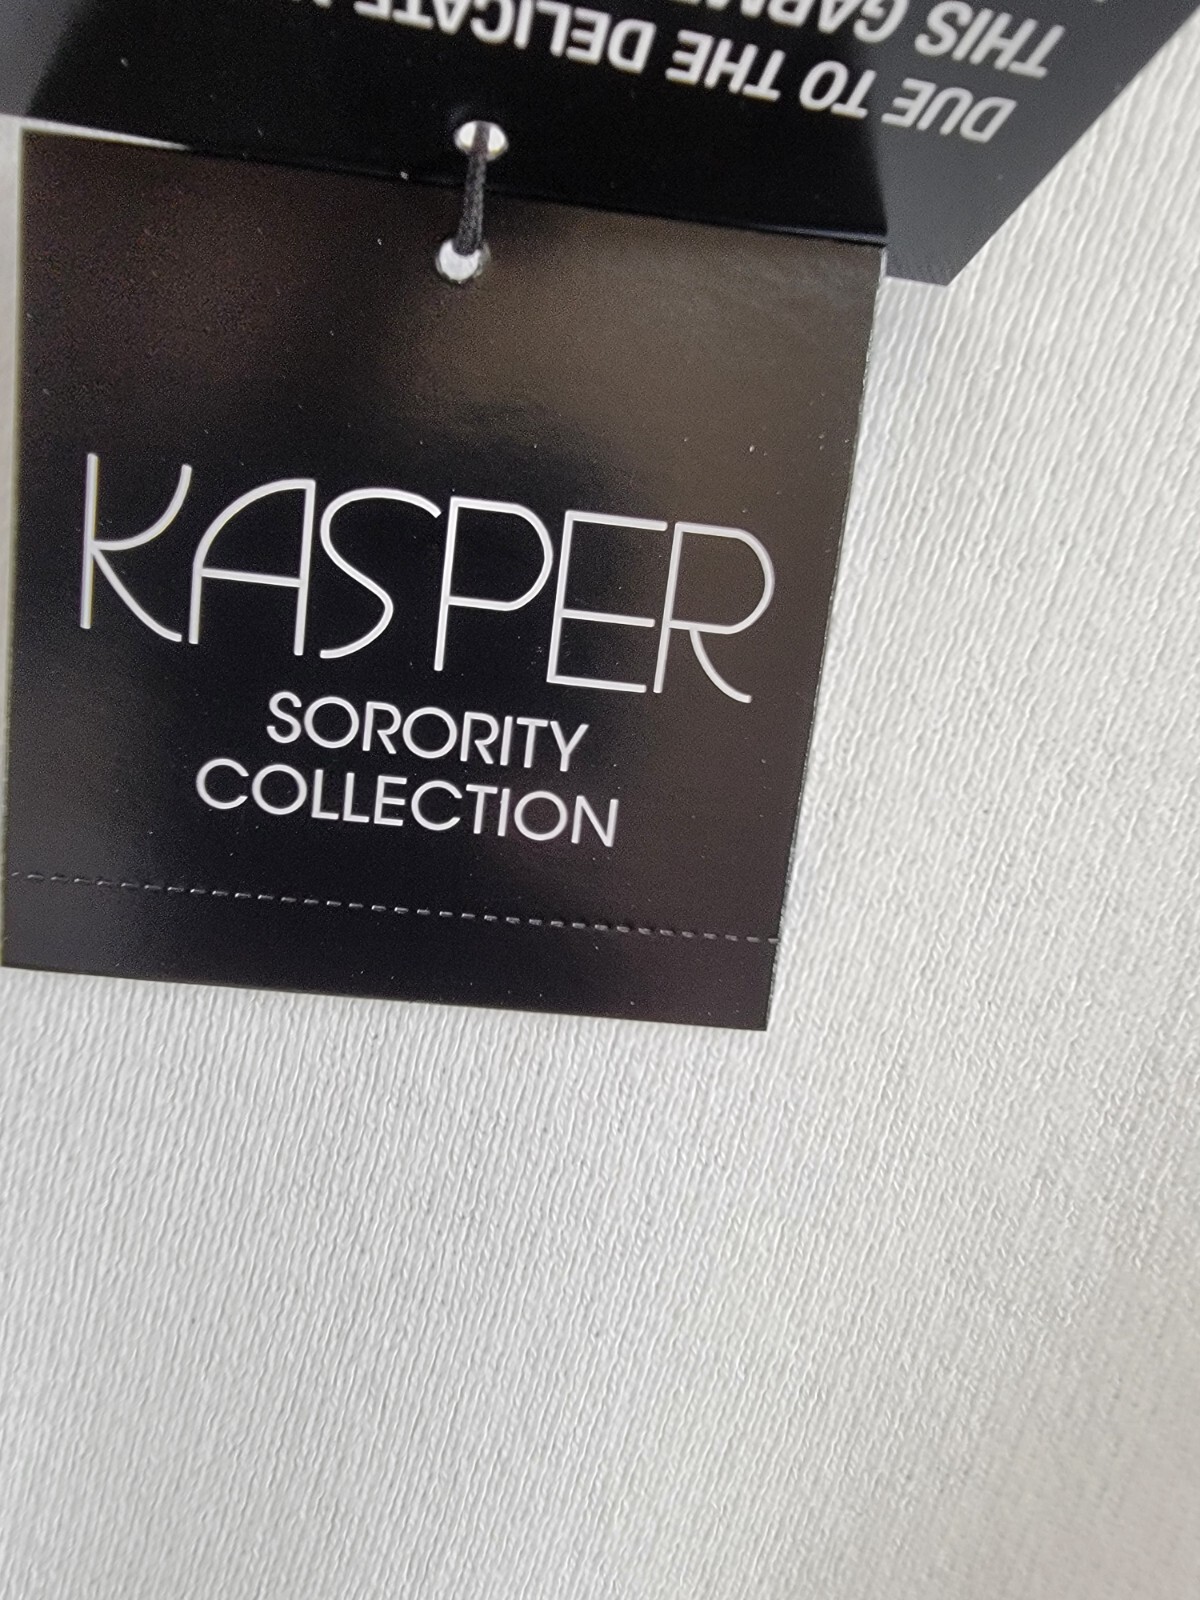 DUE TO THE DELICATE
THIS GARM
KASPER
SORORITY
COLLECTION